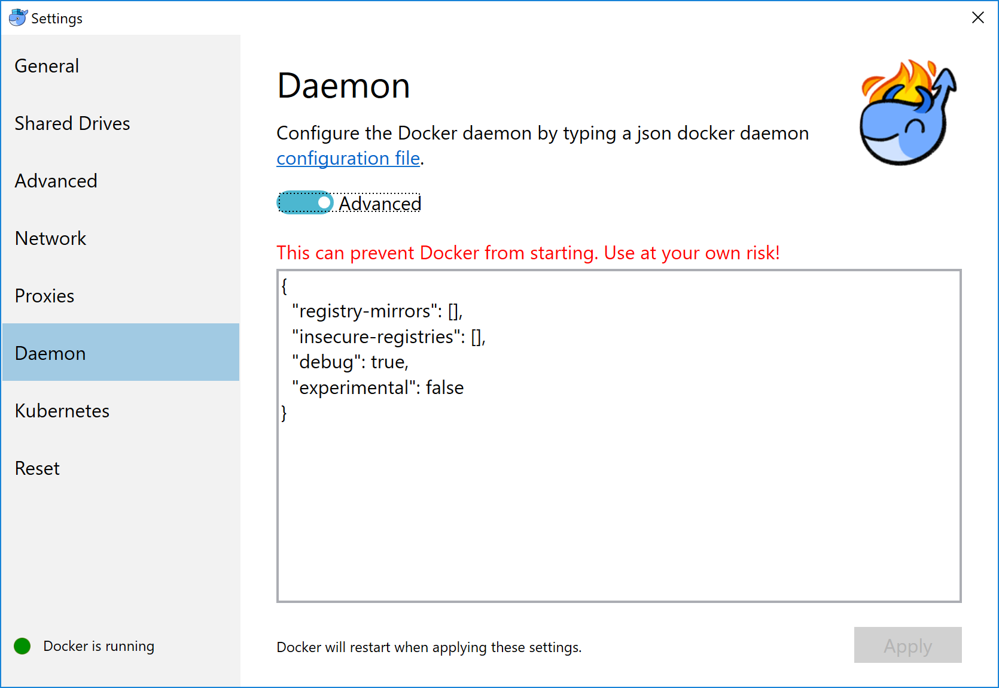 Settings
General
Shared Drives
Advanced
Network
Proxies
Daemon
Kubernetes
Reset
Docker is running
Daemon
Configure the Docker daemon by typing a json docker daemon
configuration file.
Advanced
This can prevent Docker from starting. Use at your own risk!
{
  "registry-mirrors": [],
  "insecure-registries": [],
  "debug": true,
  "experimental": false
}
Docker will restart when applying these settings.
Apply